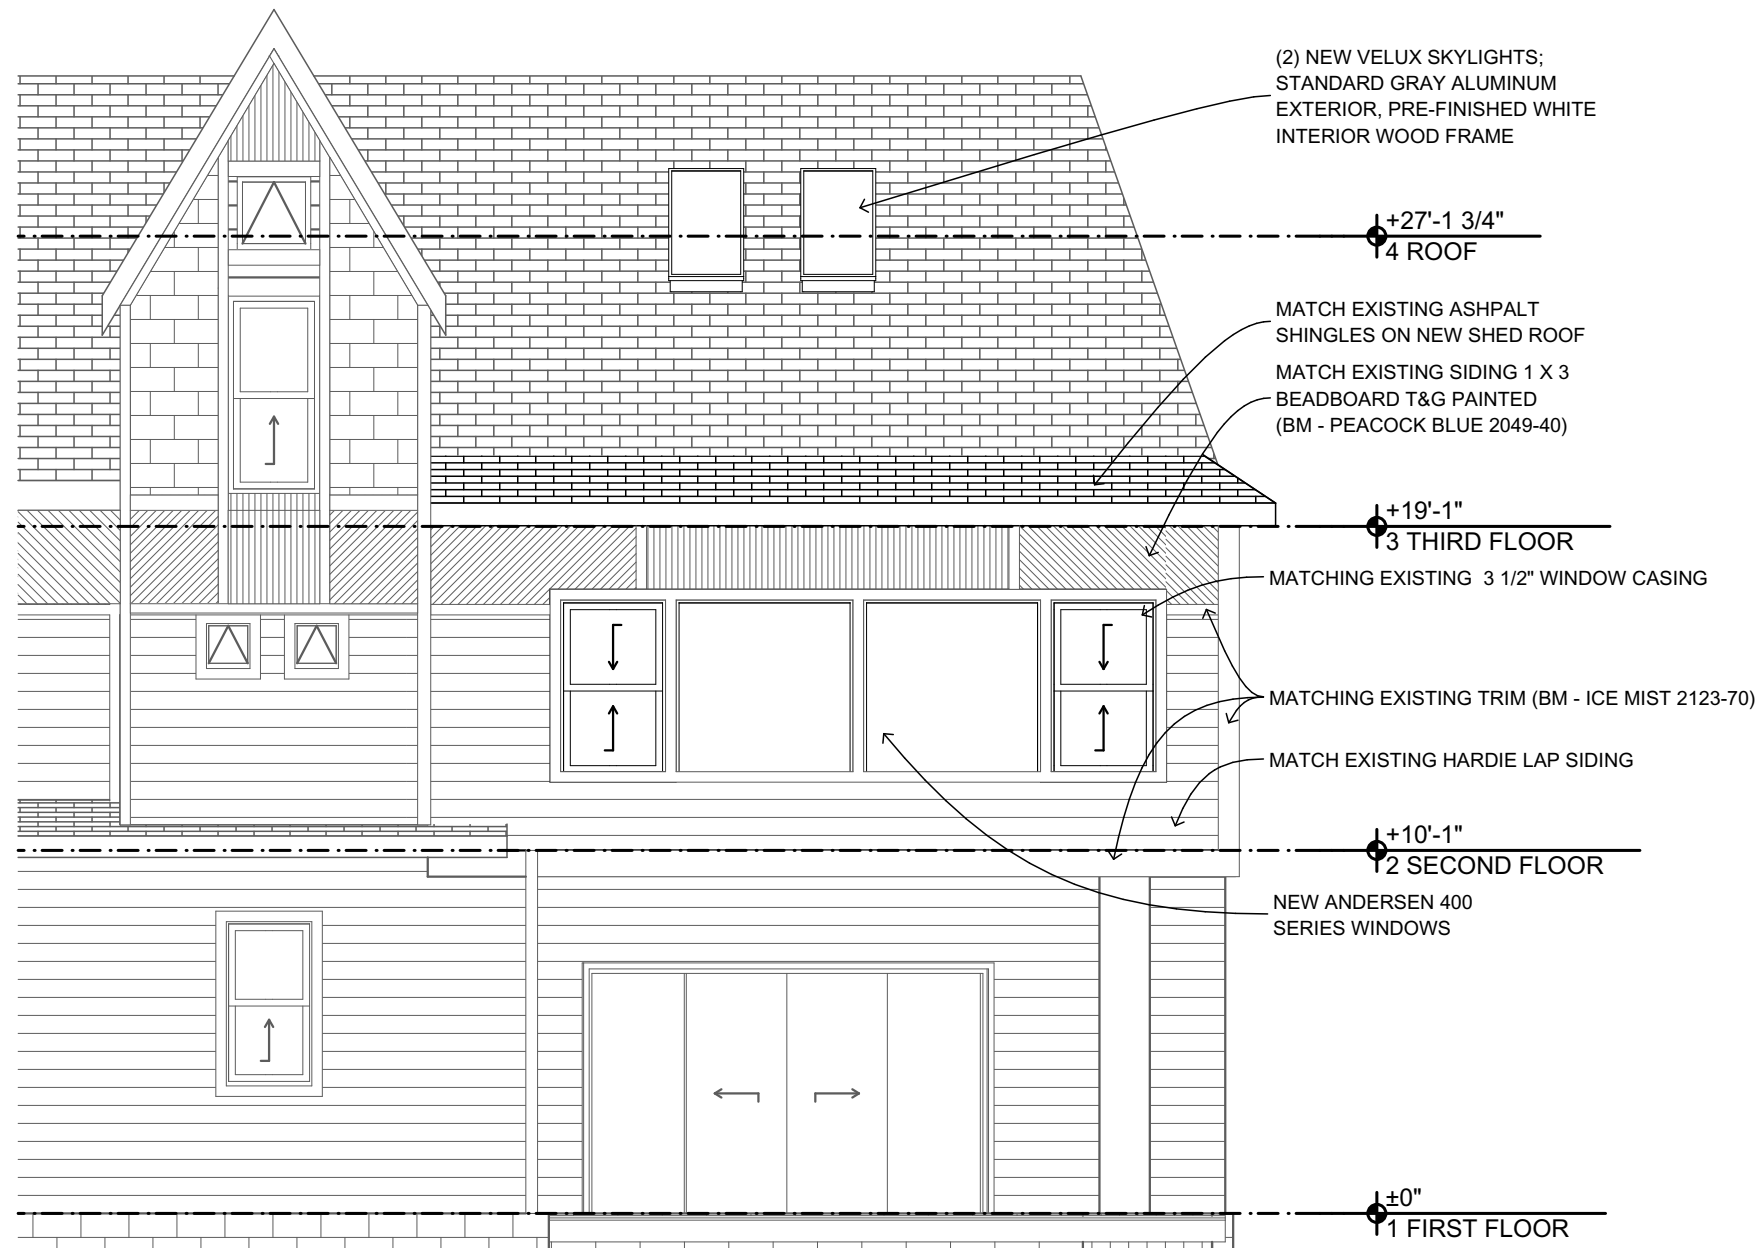 (2) NEW VELUX SKYLIGHTS;
STANDARD GRAY ALUMINUM
EXTERIOR, PRE-FINISHED WHITE
INTERIOR WOOD FRAME
+27'-1 3/4"
4 ROOF
MATCH EXISTING ASHPALT
SHINGLES ON NEW SHED ROOF
MATCH EXISTING SIDING 1 X 3
BEADBOARD T&G PAINTED
(BM - PEACOCK BLUE 2049-40)
+19'-1"
3 THIRD FLOOR
MATCHING EXISTING 3 1/2" WINDOW CASING
MATCHING EXISTING TRIM (BM - ICE MIST 2123-70)
MATCH EXISTING HARDIE LAP SIDING
+10'-1"
2 SECOND FLOOR
NEW ANDERSEN 400
SERIES WINDOWS
±0"
1 FIRST FLOOR